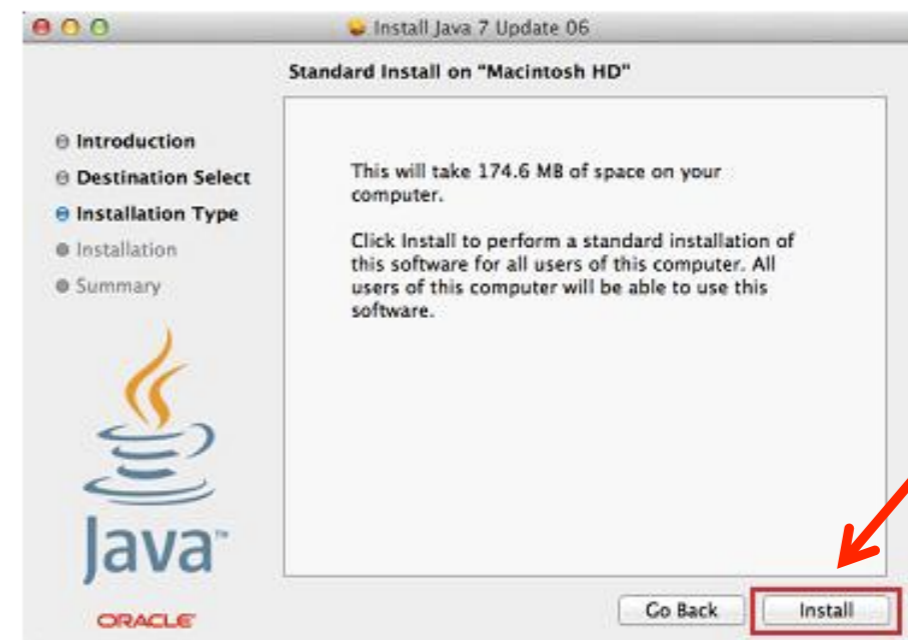 Install Java 7 Update 06
Standard Install on "Macintosh HD"
Introduction
Destination Select
Installation Type
Installation
Summary
This will take 174.6 MB of space on your
computer.
Click Install to perform a standard installation of
this software for all users of this computer. All
users of this computer will be able to use this
software.
Java™
ORACLE
Go Back
Install